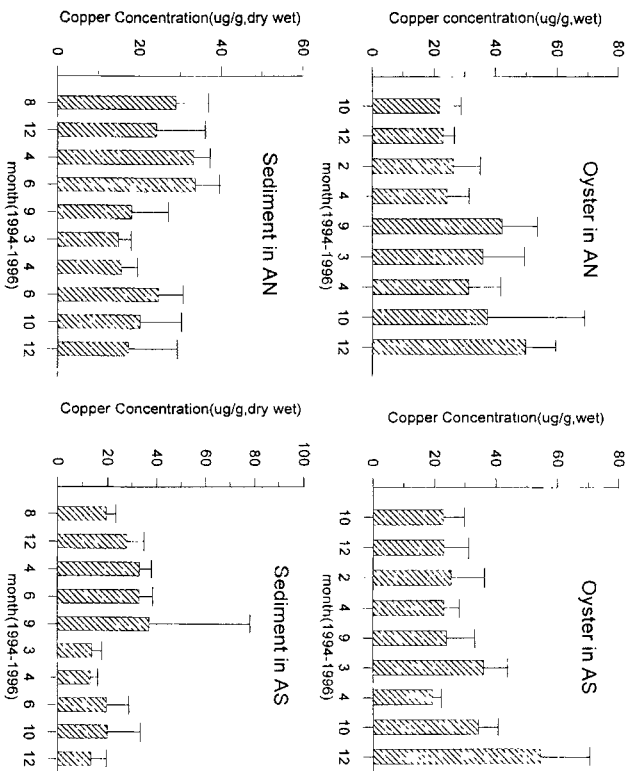 Oyster in AN
Copper concentration(ug/g,wet)
80
60
40
20
0
10 12 2 4 9 3 4 10 12
month(1994-1996)
Oyster in AS
Copper Concentration(ug/g,wet)
80
60
40
20
0
10 12 2 4 9 3 4 10 12
month(1994-1996)
Sediment in AN
Copper Concentration(ug/g,dry wet)
60
40
20
0
8 12 4 6 9 3 4 6 10 12
month(1994-1996)
Sediment in AS
Copper Concentration(ug/g,dry wet)
100
80
60
40
20
0
8 12 4 6 9 3 4 6 10 12
month(1994-1996)